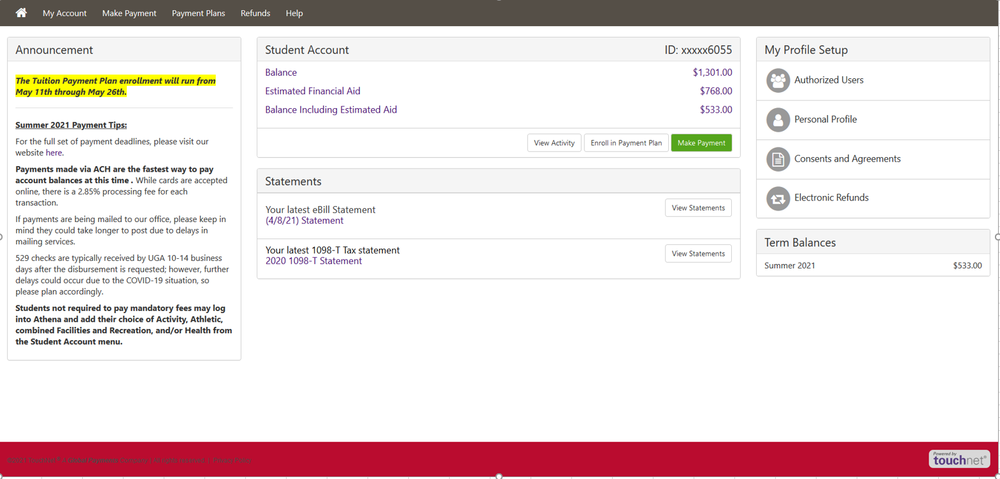 My Account Make Payment Payment Plans Refunds Help
Announcement
The Tuition Payment Plan enrollment will run from
May 11th through May 26th.
Summer 2021 Payment Tips:
For the full set of payment deadlines, please visit our
website here.
Payments made via ACH are the fastest way to pay
account balances at this time . While cards are accepted
online, there is a 2.85% processing fee for each
transaction.
If payments are being mailed to our office, please keep in
mind they could take longer to post due to delays in
mailing services.
529 checks are typically received by UGA 10-14 business
days after the disbursement is requested; however, further
delays could occur due to the COVID-19 situation, so
please plan accordingly.
Students not required to pay mandatory fees may log
into Athena and add their choice of Activity, Athletic,
combined Facilities and Recreation, and/or Health from
the Student Account menu.
Student Account ID: xxxxx6055
Balance $1,301.00
Estimated Financial Aid $768.00
Balance Including Estimated Aid $533.00
View Activity Enroll in Payment Plan Make Payment
Statements
Your latest eBill Statement View Statements
(4/8/21) Statement
Your latest 1098-T Tax statement View Statements
2020 1098-T Statement
My Profile Setup
Authorized Users
Personal Profile
Consents and Agreements
Electronic Refunds
Term Balances
Summer 2021 $533.00
©2021 TouchNet® A Global Payments Company | All rights reserved. | Privacy Policy
Powered by
touchnet®